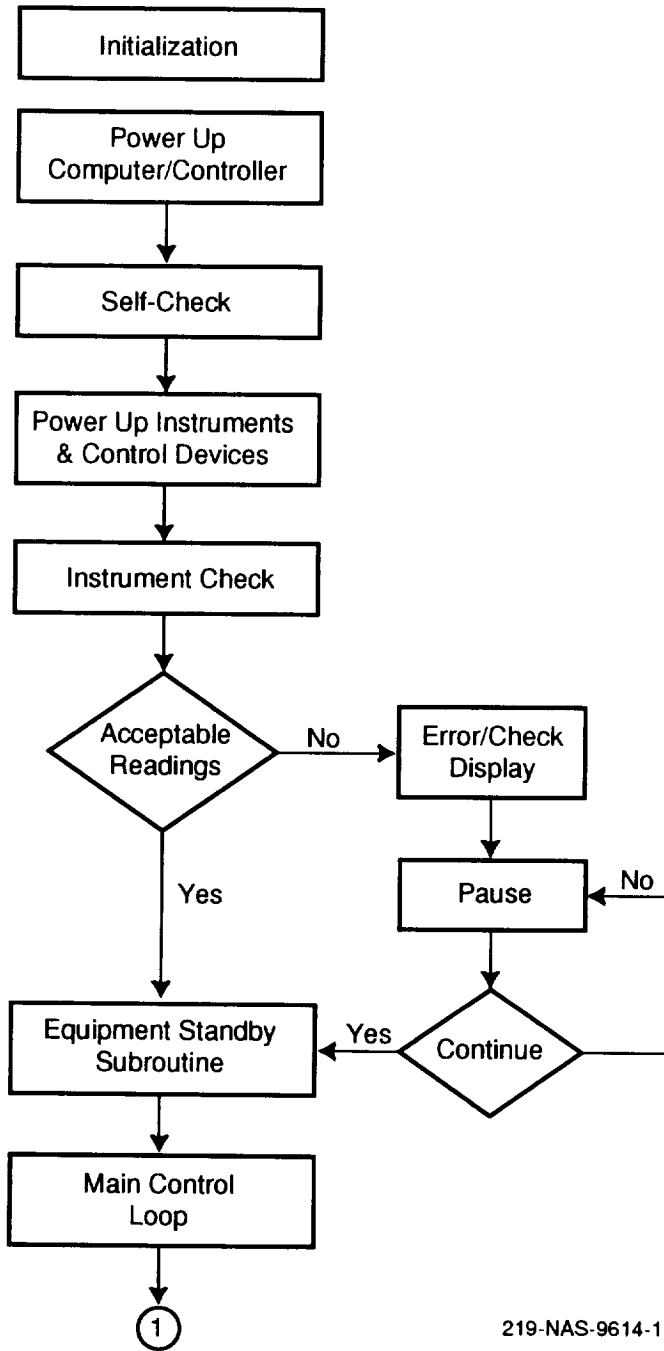 Initialization
Power Up
Computer/Controller
Self-Check
Power Up Instruments
& Control Devices
Instrument Check
Acceptable
Readings
No
Error/Check
Display
Yes
Pause
No
Equipment Standby
Subroutine
Yes
Continue
Main Control
Loop
1
219-NAS-9614-1